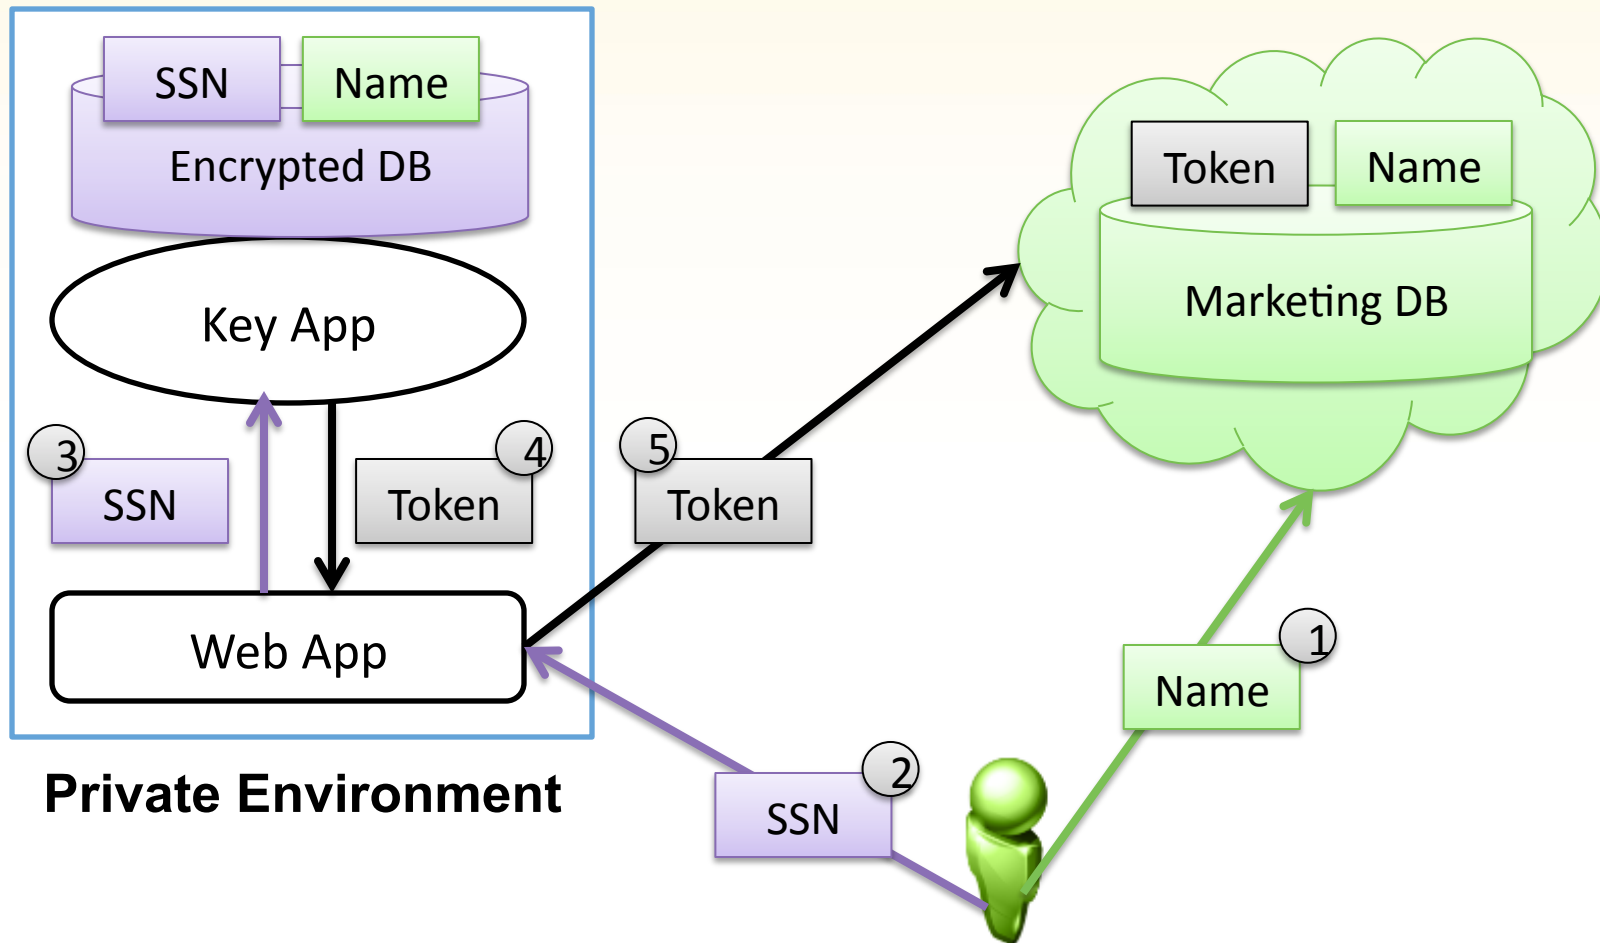 SSN
Name
Encrypted DB
Key App
3
SSN
4
Token
Web App
Private Environment
5
Token
Token
Name
Marketing DB
1
Name
2
SSN